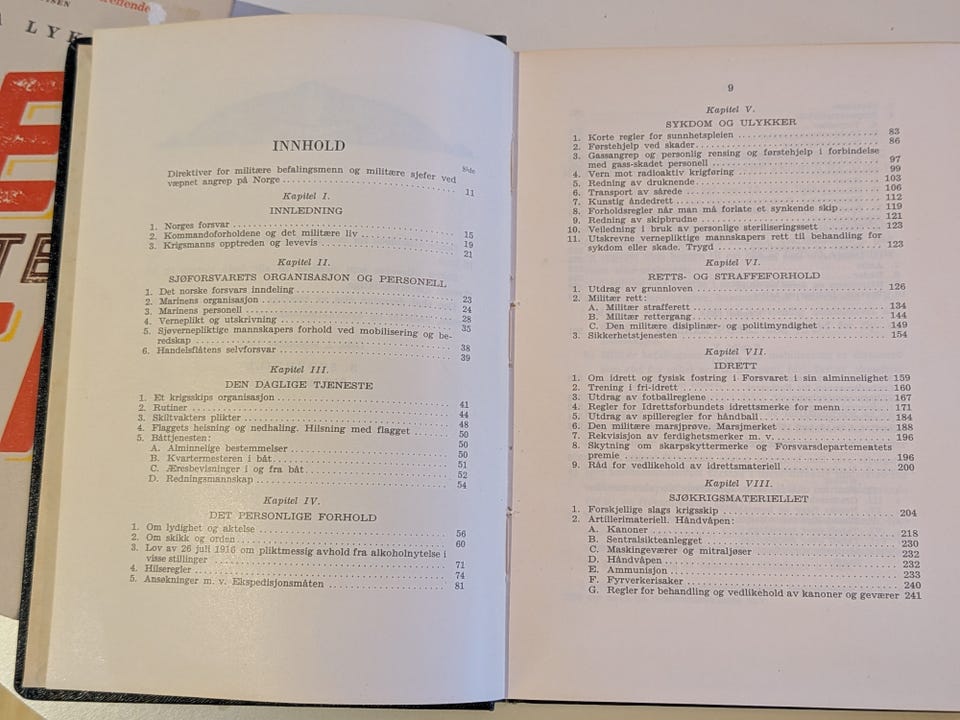 INNHOLD
Side
Direktiver for militære befalingsmenn og militære sjefer ved
væpnet angrep på Norge 11
Kapitel I.
INNLEDNING
1. Norges forsvar 15
2. Kommandoforholdene og det militære liv 19
3. Krigsmanns opptreden og levevis 21
Kapitel II.
SJØFORSVARETS ORGANISASJON OG PERSONELL
1. Det norske forsvars inndeling 23
2. Marinens organisasjon 24
3. Marinens personell 28
4. Verneplikt og utskrivning 35
5. Sjøvernepliktige mannskapers forhold ved mobilisering og be-
redskap 38
6. Handelsflåtens selvforsvar 39
Kapitel III.
DEN DAGLIGE TJENESTE
1. Et krigsskips organisasjon 41
2. Rutiner 44
3. Skiltvakters plikter 48
4. Flaggets heisning og nedhaling. Hilsning med flagget 50
5. Båttjenesten: 50
A. Alminnelige bestemmelser 50
B. Kvartermesteren i båt 51
C. Æresbevisninger i og fra båt 52
D. Redningsmannskap 54
Kapitel IV.
DET PERSONLIGE FORHOLD
1. Om lydighet og aktelse 56
2. Om skikk og orden 60
3. Lov av 26 juli 1916 om pliktmessig avhold fra alkoholnytelse i
visse stillinger 71
4. Hilseregler 74
5. Ansøkninger m. v. Ekspedisjonsmåten 81
9
Kapitel V.
SYKDOM OG ULYKKER
1. Korte regler for sunnhetspleien 83
2. Førstehjelp ved skader 86
3. Gassangrep og personlig rensing og førstehjelp i forbindelse
med gass-skadet personell 97
4. Vern mot radioaktiv krigføring 99
5. Redning av druknende 103
6. Transport av sårede 106
7. Kunstig åndedrett 112
8. Forholdsregler når man må forlate et synkende skip 119
9. Redning av skipbrudne 121
10. Veiledning i bruk av personlige steriliseringssett 123
11. Utskrevne vernepliktige mannskapers rett til behandling for
sykdom eller skade. Trygd 123
Kapitel VI.
RETTS- OG STRAFFEFORHOLD
1. Utdrag av grunnloven 126
2. Militær rett:
A. Militær strafferett 134
B. Militær rettergang 144
C. Den militære disiplinær- og politimyndighet 149
3. Sikkerhetstjenesten 154
Kapitel VII.
IDRETT
1. Om idrett og fysisk fostring i Forsvaret i sin alminnelighet 159
2. Trening i fri-idrett 160
3. Utdrag av fotballreglene 167
4. Regler for Idrettsforbundets idrettsmerke for menn 171
5. Utdrag av spilleregler for håndball 184
6. Den militære marsjprøve. Marsjmerket 188
7. Rekvisisjon av ferdighetsmerker m. v. 196
8. Skytning om skarpskyttermerke og Forsvarsdepartemeatets
premie 196
9. Råd for vedlikehold av idrettsmateriell 200
Kapitel VIII.
SJØKRIGSMATERIELLET
1. Forskjellige slags krigsskip 204
2. Artillerimateriell. Håndvåpen:
A. Kanoner 218
B. Sentralsikteanlegget 230
C. Maskingeværer og mitraljøser 232
D. Håndvåpen 232
E. Ammunisjon 233
F. Fyrverkerisaker 240
G. Regler for behandling og vedlikehold av kanoner og geværer 241